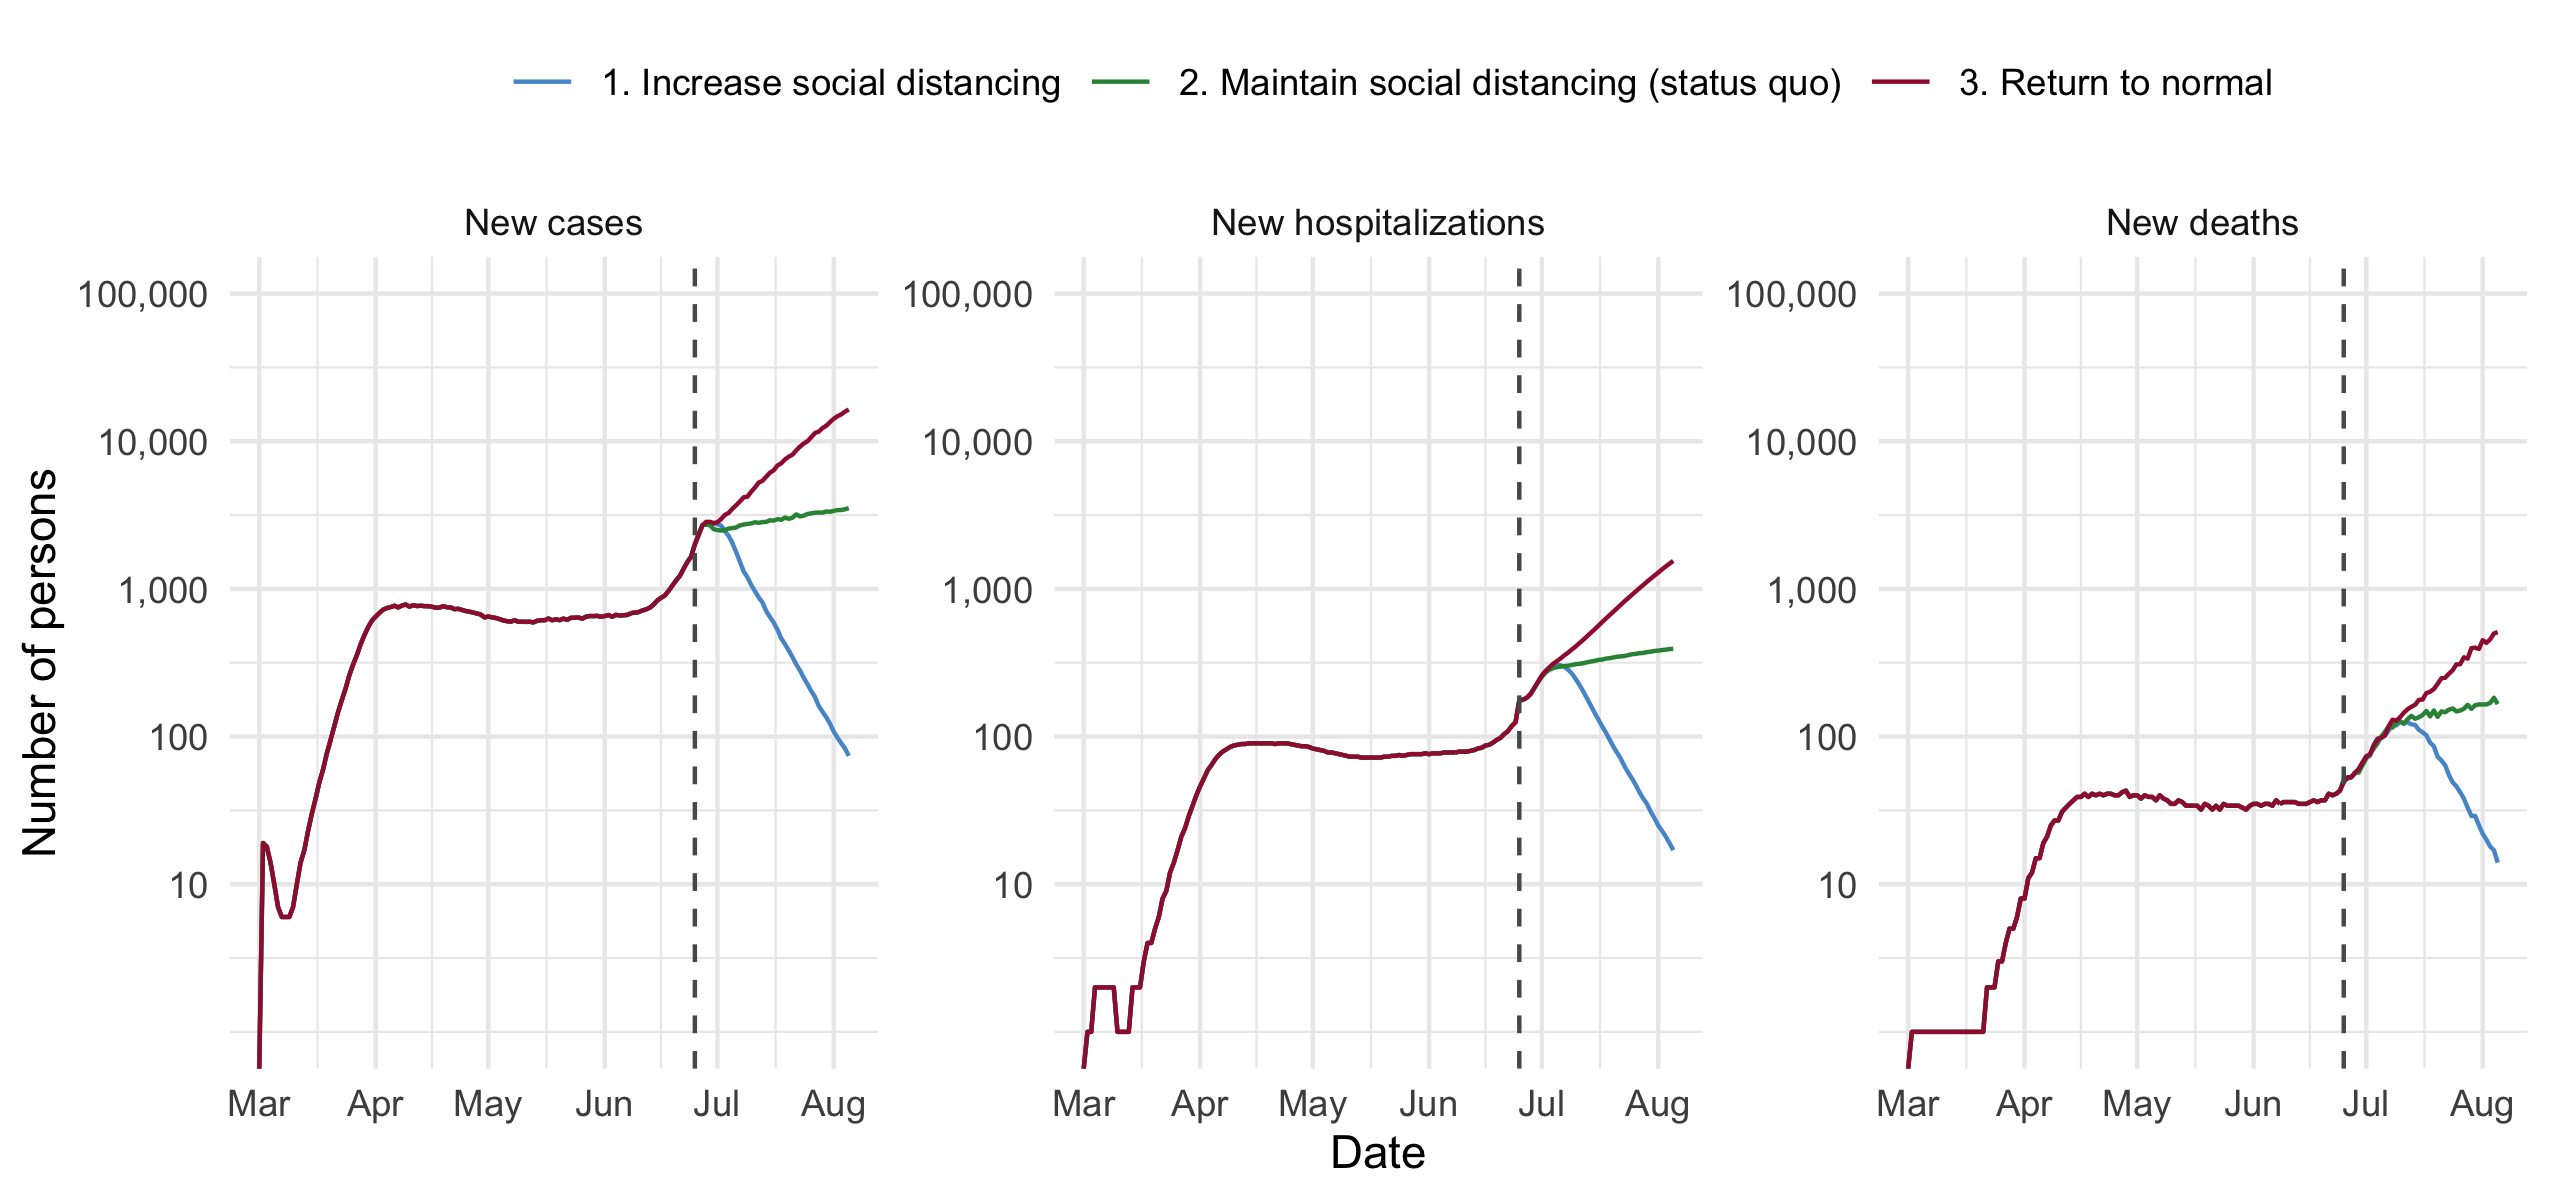 1. Increase social distancing 2. Maintain social distancing (status quo) 3. Return to normal
New cases New hospitalizations New deaths
100,000 100,000 100,000
10,000 10,000 10,000
1,000 1,000 1,000
100 100 100
10 10 10
Number of persons
Mar Apr May Jun Jul Aug Mar Apr May Jun Jul Aug Mar Apr May Jun Jul Aug
Date